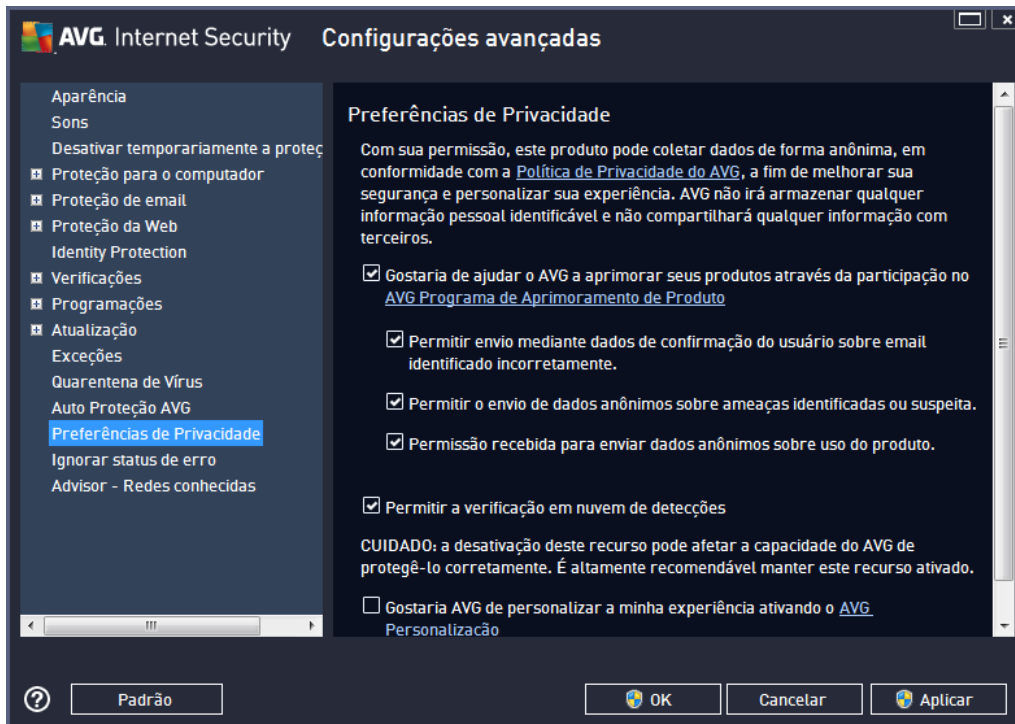 AVG. Internet Security Configurações avançadas
Aparência
Sons
Desativar temporariamente a proteç
Proteção para o computador
Proteção de email
Proteção da Web
Identity Protection
Verificações
Programações
Atualização
Exceções
Quarentena de Vírus
Auto Proteção AVG
Preferências de Privacidade
Ignorar status de erro
Advisor - Redes conhecidas
Preferências de Privacidade
Com sua permissão, este produto pode coletar dados de forma anônima, em
conformidade com a Política de Privacidade do AVG, a fim de melhorar sua
segurança e personalizar sua experiência. AVG não irá armazenar qualquer
informação pessoal identificável e não compartilhará qualquer informação com
terceiros.
Gostaria de ajudar o AVG a aprimorar seus produtos através da participação no
AVG Programa de Aprimoramento de Produto
Permitir envio mediante dados de confirmação do usuário sobre email
identificado incorretamente.
Permitir o envio de dados anônimos sobre ameaças identificadas ou suspeita.
Permissão recebida para enviar dados anônimos sobre uso do produto.
Permitir a verificação em nuvem de detecções
CUIDADO: a desativação deste recurso pode afetar a capacidade do AVG de
protegê-lo corretamente. É altamente recomendável manter este recurso ativado.
Gostaria AVG de personalizar a minha experiência ativando o AVG
Personalização
Padrão
OK
Cancelar
Aplicar